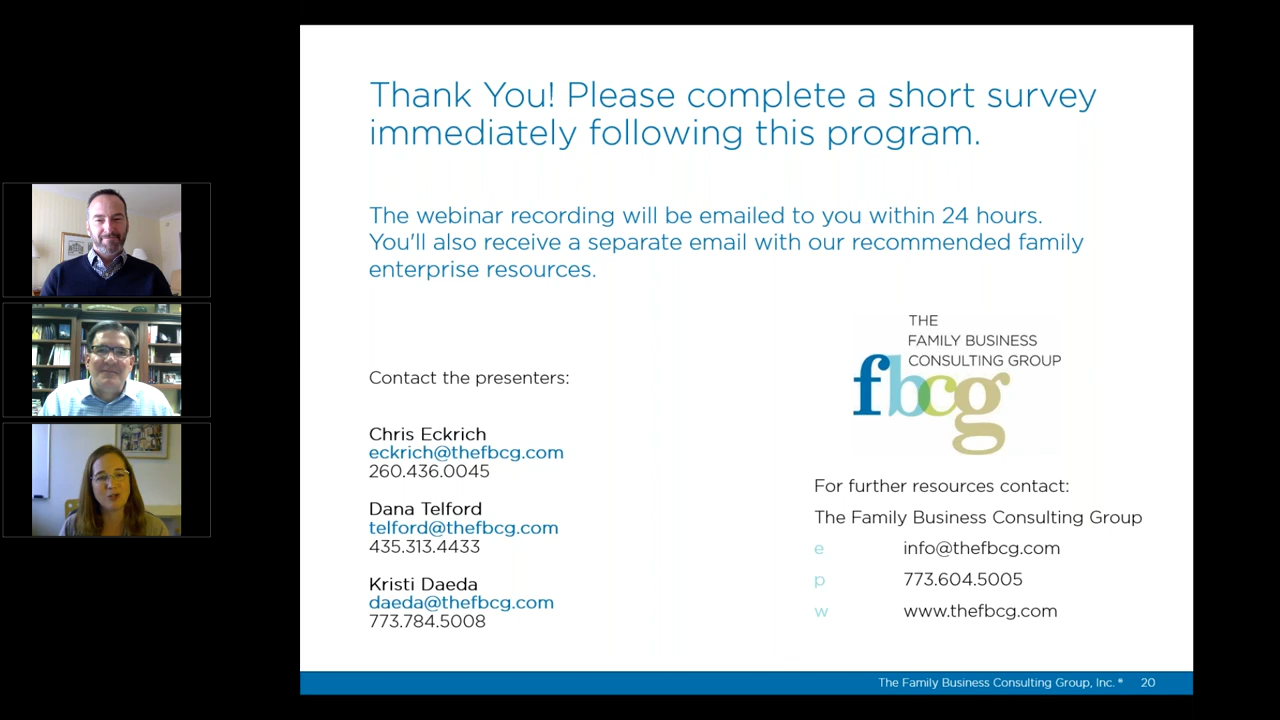 Thank You! Please complete a short survey
immediately following this program.
The webinar recording will be emailed to you within 24 hours.
You'll also receive a separate email with our recommended family
enterprise resources.
THE
FAMILY BUSINESS
CONSULTING GROUP
fbcg
Contact the presenters:
Chris Eckrich
eckrich@thefbcg.com
260.436.0045
Dana Telford
telford@thefbcg.com
435.313.4433
Kristi Daeda
daeda@thefbcg.com
773.784.5008
For further resources contact:
The Family Business Consulting Group
e info@thefbcg.com
p 773.604.5005
w www.thefbcg.com
The Family Business Consulting Group, Inc.® 20